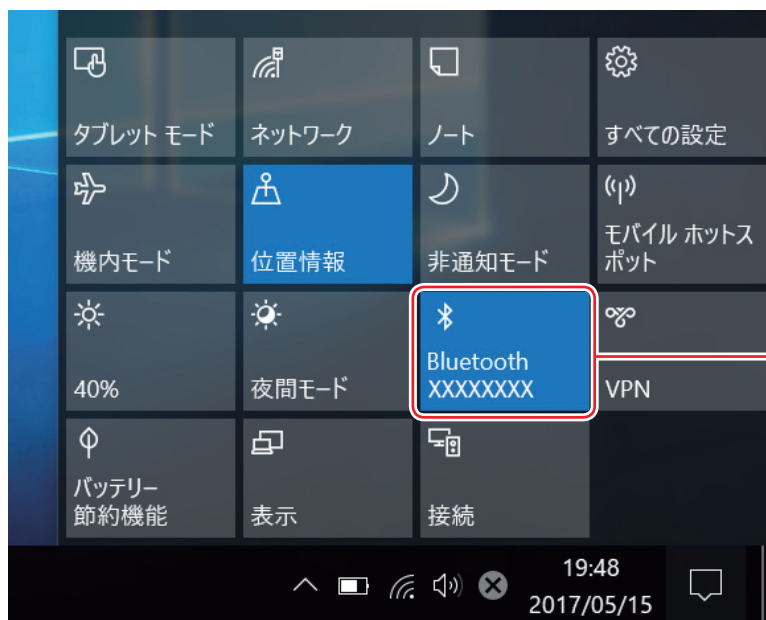 タブレット モード
ネットワーク
ノート
すべての設定
機内モード
位置情報
非通知モード
モバイル ホットス
ポット
40%
夜間モード
Bluetooth
XXXXXXXX
VPN
バッテリー
節約機能
表示
接続
19:48
2017/05/15